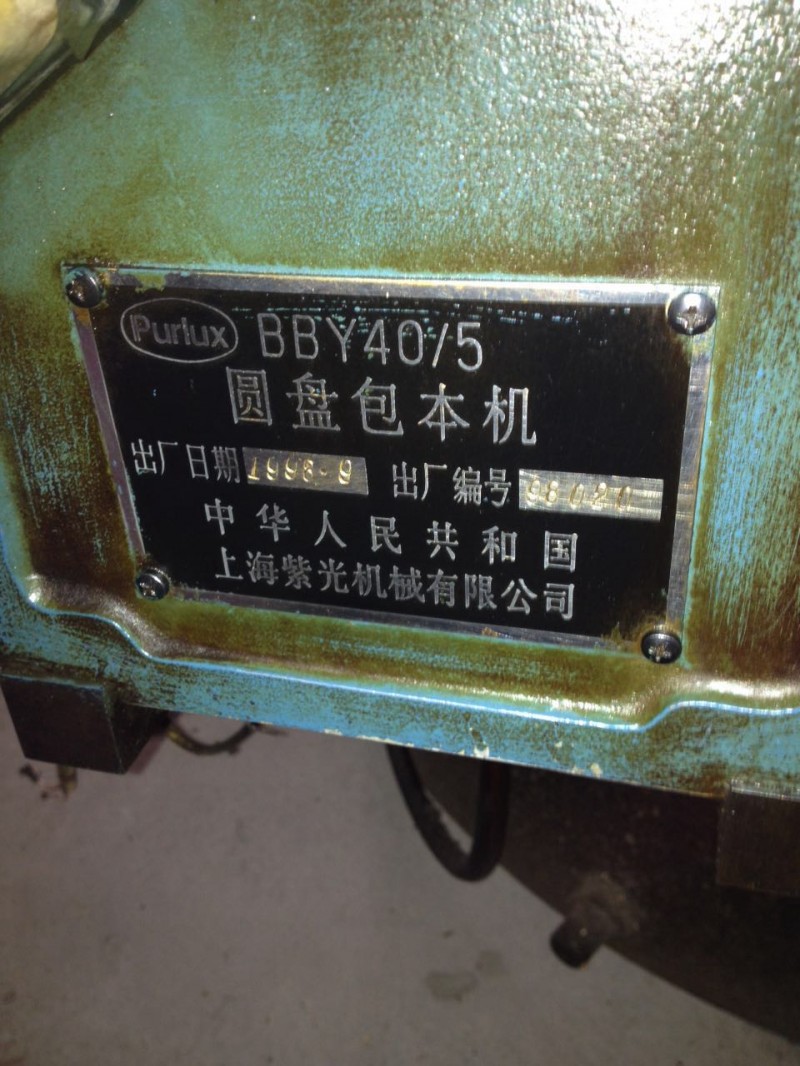 Purlux BBY40/5
圆盘包本机
出厂日期 1998·9 出厂编号 98020
中华人民共和国
上海紫光机械有限公司